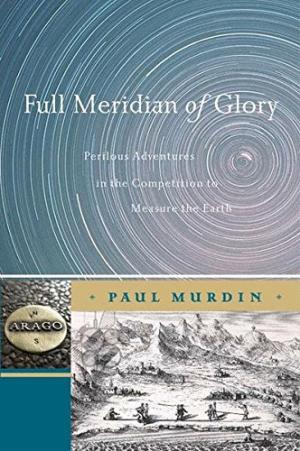 Full Meridian of Glory
Perilous Adventures
in the Competition to
Measure the Earth
PAUL MURDIN
N
ARAGO
S